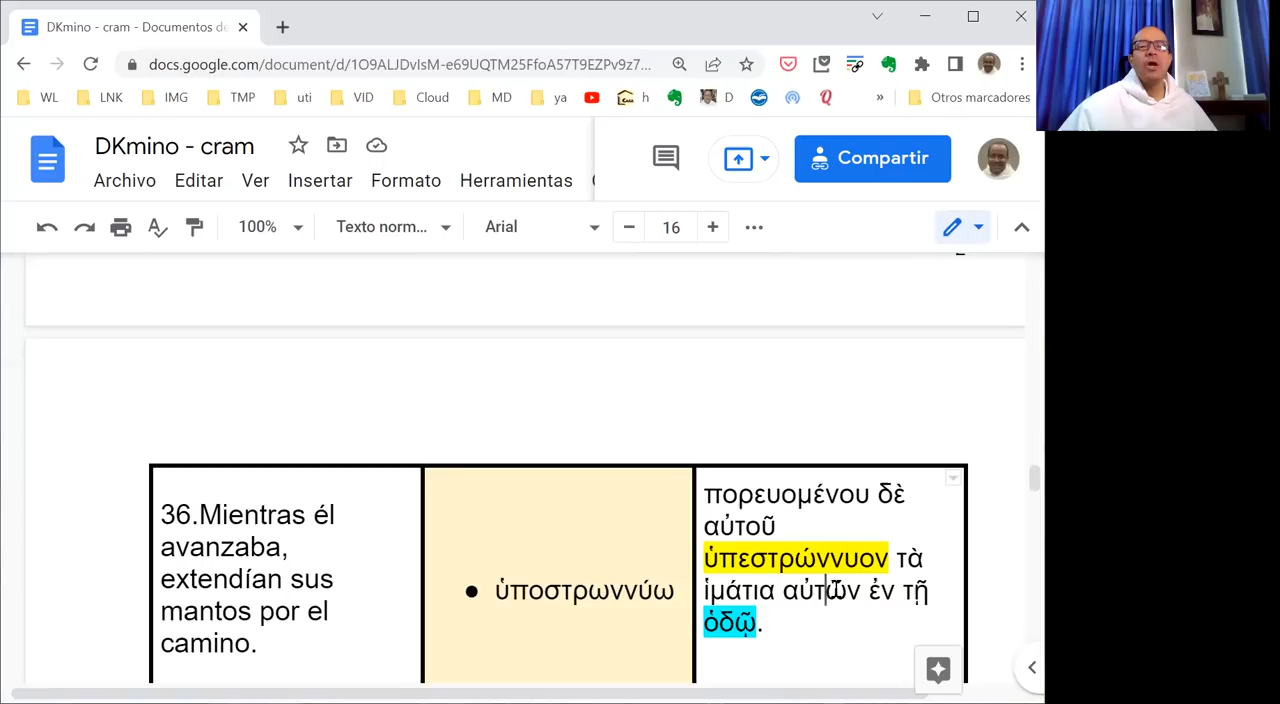 DKmino - cram - Documentos de
docs.google.com/document/d/1O9ALJDvIsM-e69UQTM25FfoA57T9EZPv9z7...
WL LNK IMG TMP uti VID Cloud MD ya h D » Otros marcadores
DKmino - cram
Compartir
Archivo Editar Ver Insertar Formato Herramientas
100% Texto norm... Arial 16
36.Mientras él
avanzaba,
extendían sus
mantos por el
camino.
● ὑποστρωννύω
πορευομένου δὲ
αὐτοῦ
ὑπεστρώννυον τὰ
ἱμάτια αὐτῶν ἐν τῇ
ὁδῷ.